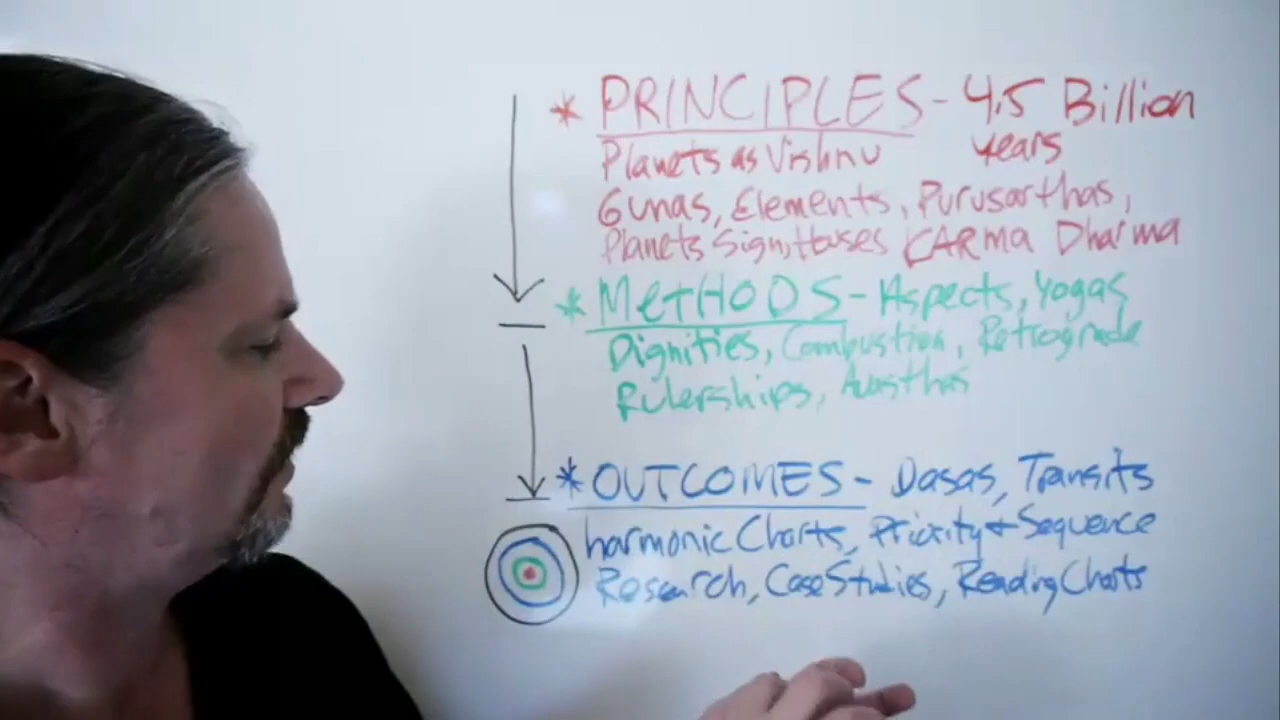 * PRINCIPLES - 4.5 Billion
Planets as Vishnu years
Gunas, Elements, Purusarthas,
Planets Signs, Houses KARMA Dharma
* METHODS - Aspects, Yogas
Dignities, Combustion, Retrograde
Rulerships, Avasthas
* OUTCOMES - Dasas, Transits
harmonic Charts, Priority + Sequence
Research, Case Studies, Reading Charts